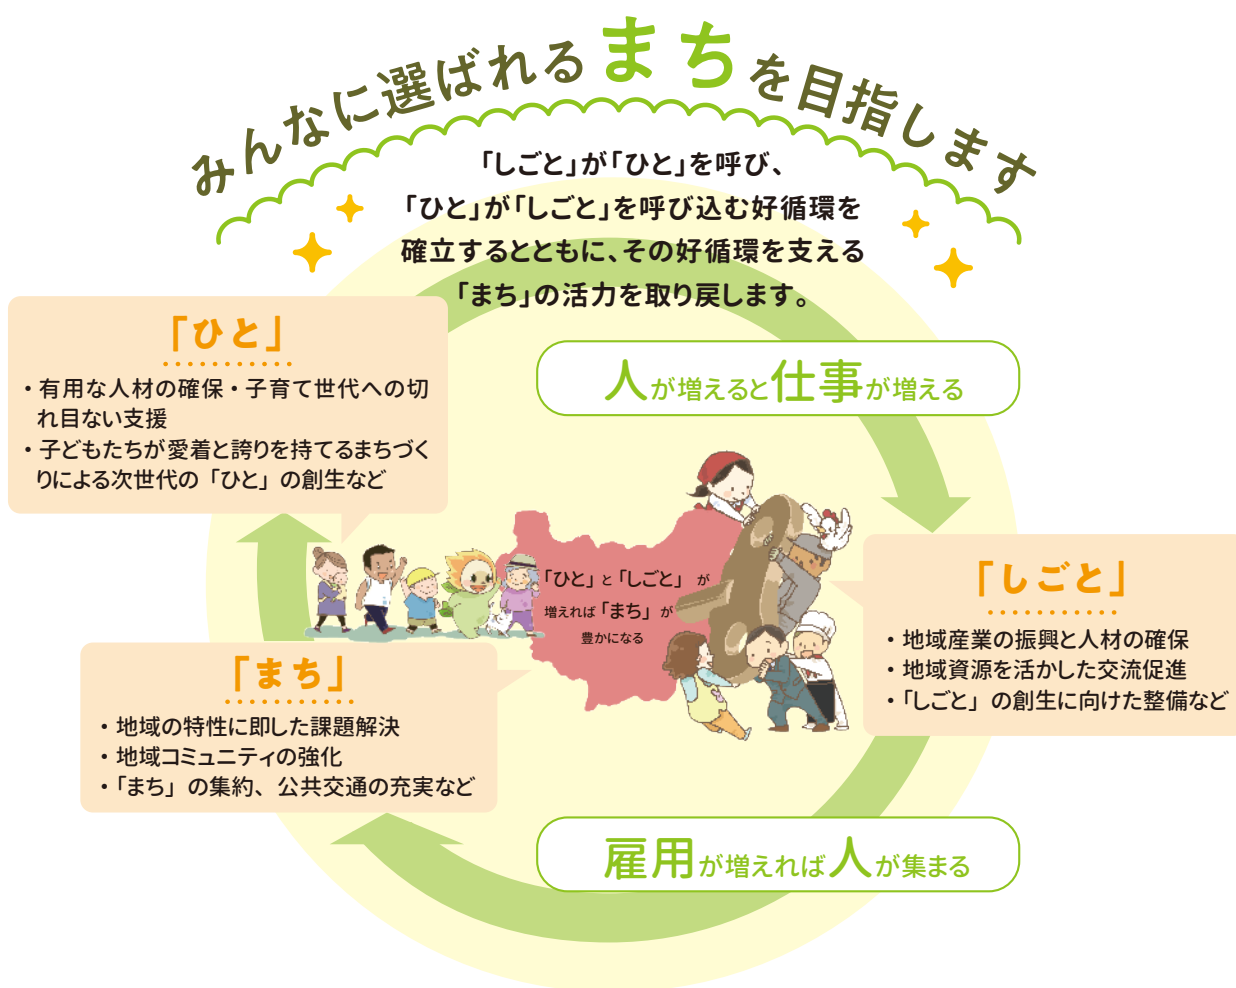 みんなに選ばれるまちを目指します
「しごと」が「ひと」を呼び、
「ひと」が「しごと」を呼び込む好循環を
確立するとともに、その好循環を支える
「まち」の活力を取り戻します。
「ひと」
・有用な人材の確保・子育て世代への切
れ目ない支援
・子どもたちが愛着と誇りを持てるまちづく
りによる次世代の「ひと」の創生など
人が増えると仕事が増える
「ひと」と「しごと」が
増えれば「まち」が
豊かになる
「しごと」
・地域産業の振興と人材の確保
・地域資源を活かした交流促進
・「しごと」の創生に向けた整備など
「まち」
・地域の特性に即した課題解決
・地域コミュニティの強化
・「まち」の集約、公共交通の充実など
雇用が増えれば人が集まる